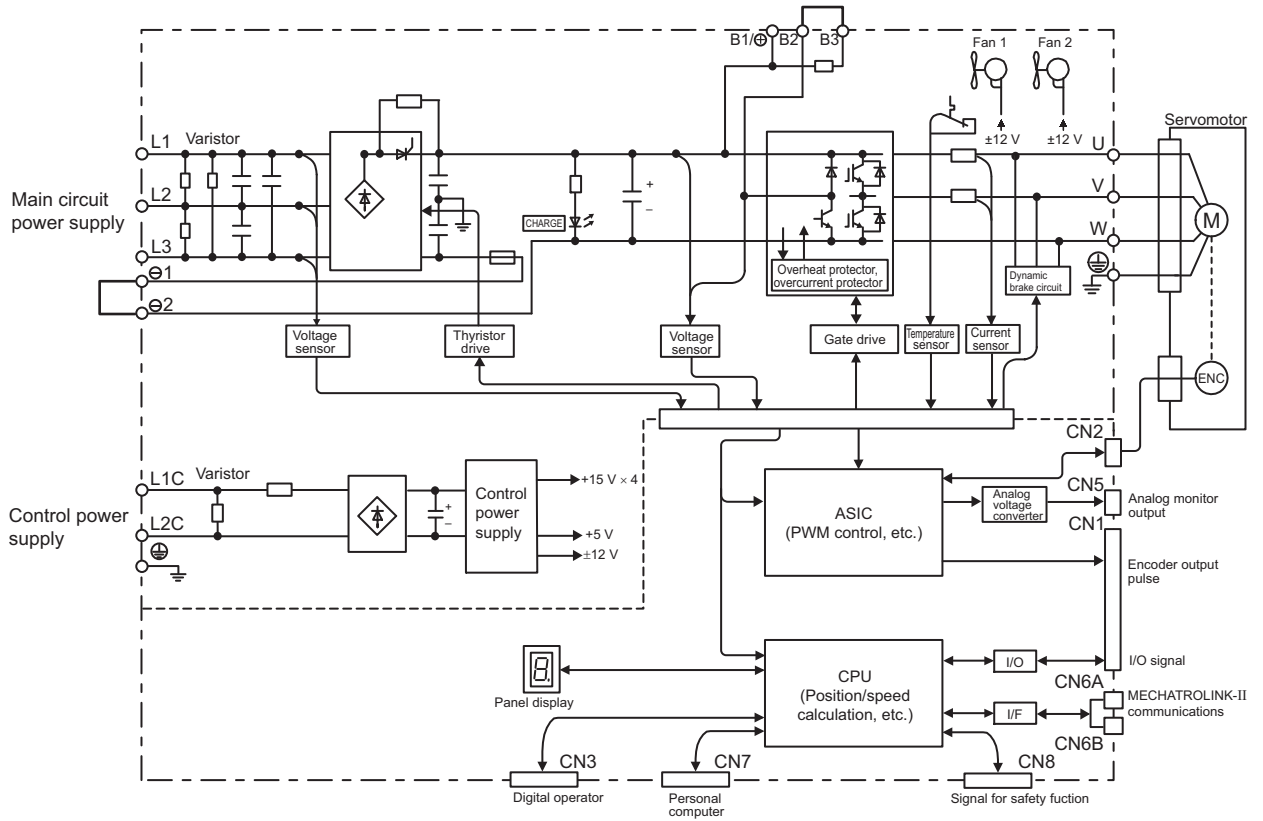 B1/⊕ B2 B3
Fan 1
Fan 2
±12 V
±12 V
Servomotor
Main circuit
power supply
L1
Varistor
L2
L3
⊖1
⊖2
CHARGE
+
–
Overheat protector,
overcurrent protector
U
V
W
M
Dynamic
brake circuit
Voltage
sensor
Thyristor
drive
Voltage
sensor
Gate drive
Temperature
sensor
Current
sensor
ENC
CN2
Control power
supply
L1C
Varistor
L2C
+
–
Control
power
supply
+15 V × 4
+5 V
±12 V
ASIC
(PWM control, etc.)
Analog
voltage
converter
CN5
Analog monitor
output
CN1
Encoder output
pulse
Panel display
8.
CPU
(Position/speed
calculation, etc.)
I/O
I/O signal
CN6A
I/F
MECHATROLINK-II
communications
CN6B
CN3
Digital operator
CN7
Personal
computer
CN8
Signal for safety fuction